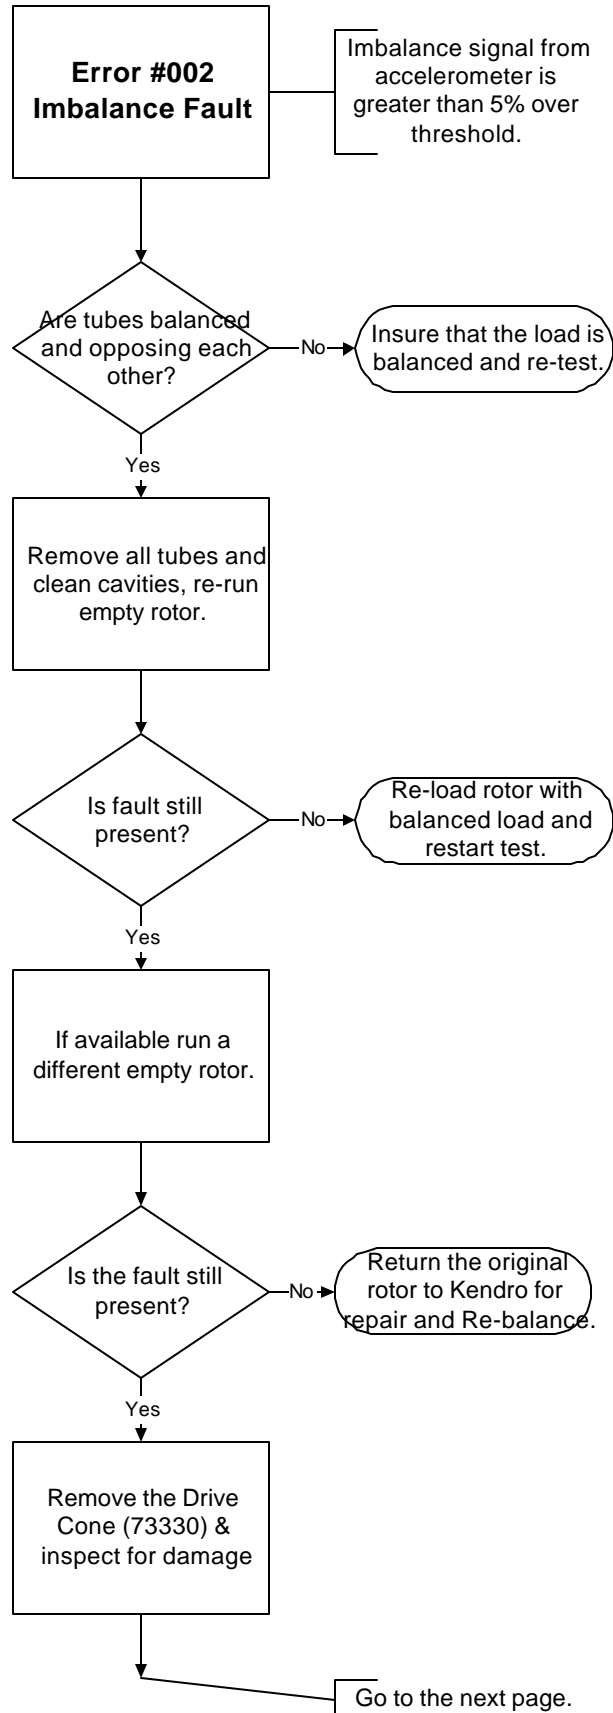 Error #002
Imbalance Fault
Imbalance signal from
accelerometer is
greater than 5% over
threshold.
Are tubes balanced
and opposing each
other?
No
Insure that the load is
balanced and re-test.
Yes
Remove all tubes and
clean cavities, re-run
empty rotor.
Is fault still
present?
No
Re-load rotor with
balanced load and
restart test.
Yes
If available run a
different empty rotor.
Is the fault still
present?
No
Return the original
rotor to Kendro for
repair and Re-balance.
Yes
Remove the Drive
Cone (73330) &
inspect for damage
Go to the next page.